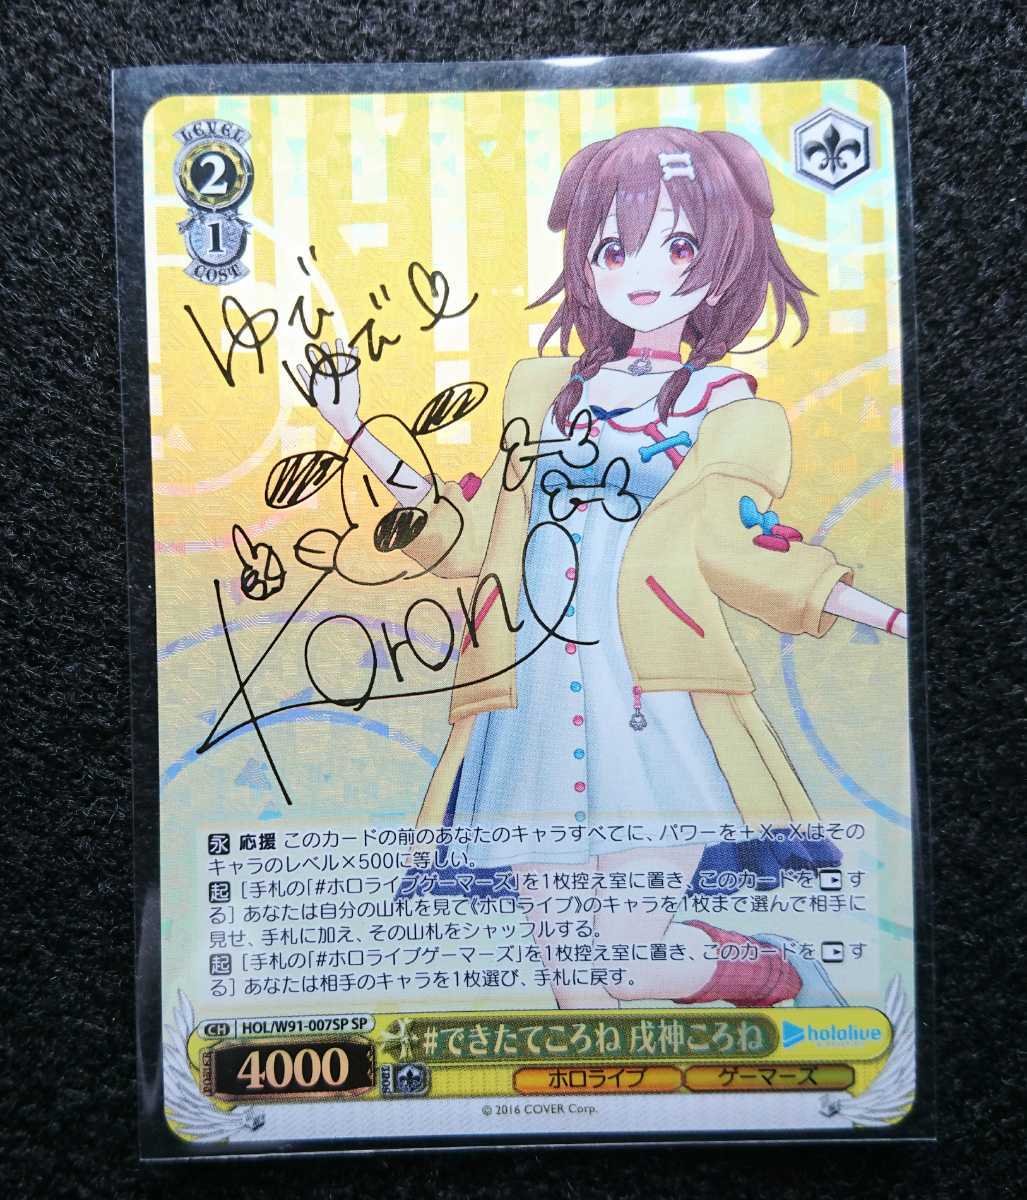 LEVEL
2
1
COST
ゆび
ゆび♡
Korone
永 応援 このカードの前のあなたのキャラすべてに、パワーを+X。Xはその
キャラのレベル×500に等しい。
起 [手札の「#ホロライブゲーマーズ」を1枚控え室に置き、このカードをす
る] あなたは自分の山札を見て《ホロライブ》のキャラを1枚まで選んで相手に
見せ、手札に加え、その山札をシャッフルする。
起 [手札の「#ホロライブゲーマーズ」を1枚控え室に置き、このカードをす
る] あなたは相手のキャラを1枚選び、手札に戻す。
CH HOL/W91-007SP SP
#できたてころね 戌神ころね
hololive
4000
SOUL
ホロライブ
ゲーマーズ
© 2016 COVER Corp.